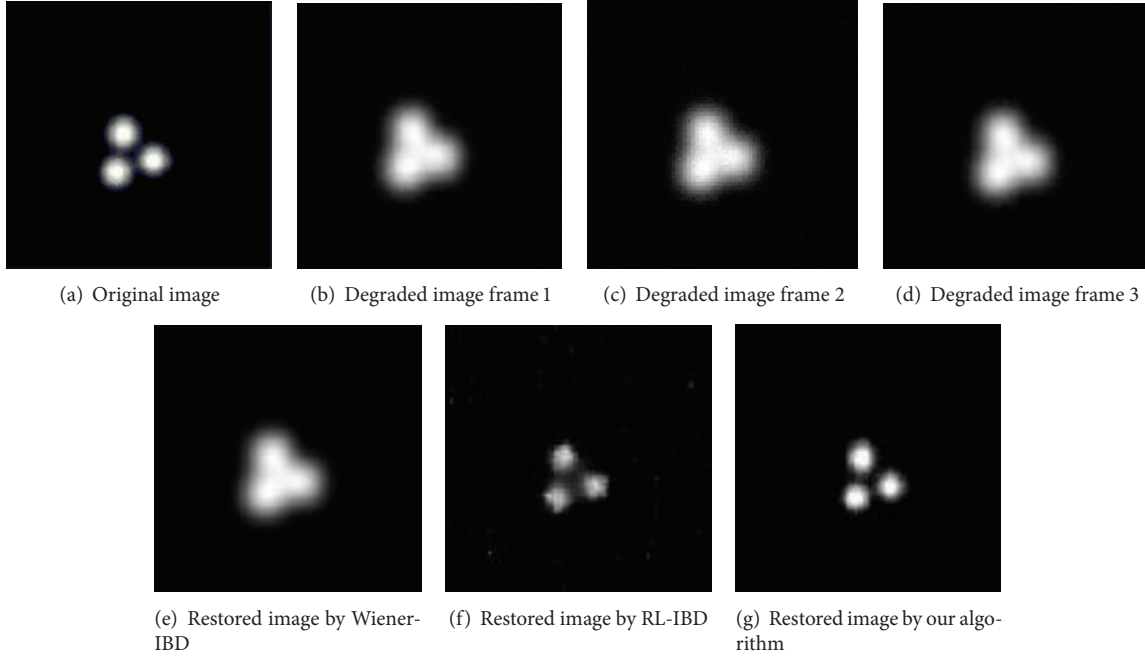 (a) Original image
(b) Degraded image frame 1
(c) Degraded image frame 2
(d) Degraded image frame 3
(e) Restored image by Wiener-
IBD
(f) Restored image by RL-IBD
(g) Restored image by our algo-
rithm